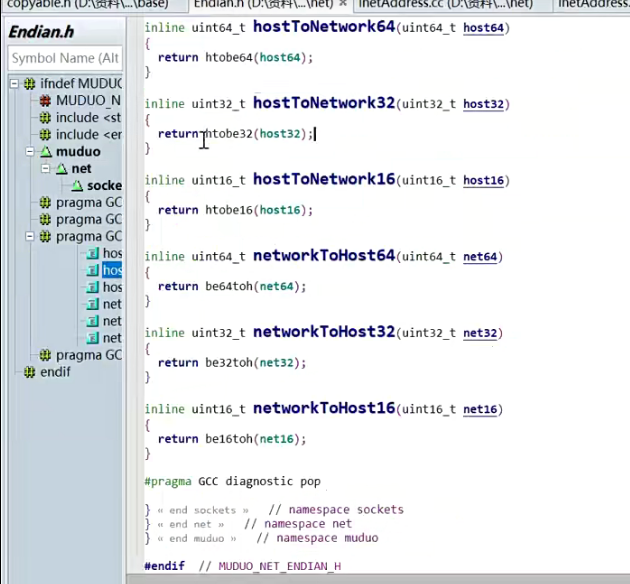 copyable.h (D:\资料\...\base)
Endian.h (D:\资料\...\net)
InetAddress.cc (D:\资料\...\net)
InetAddress
Endian.h
Symbol Name (Alt
ifndef MUDUO
MUDUO_N
include <st
include <er
muduo
net
socke
pragma GC
pragma GC
pragma GC
hos
hos
hos
net
net
net
pragma GC
endif
inline uint64_t hostToNetwork64(uint64_t host64)
{
return htobe64(host64);
}
inline uint32_t hostToNetwork32(uint32_t host32)
{
return htobe32(host32);
}
inline uint16_t hostToNetwork16(uint16_t host16)
{
return htobe16(host16);
}
inline uint64_t networkToHost64(uint64_t net64)
{
return be64toh(net64);
}
inline uint32_t networkToHost32(uint32_t net32)
{
return be32toh(net32);
}
inline uint16_t networkToHost16(uint16_t net16)
{
return be16toh(net16);
}
#pragma GCC diagnostic pop
} « end sockets » // namespace sockets
} « end net » // namespace net
} « end muduo » // namespace muduo
#endif // MUDUO_NET_ENDIAN_H